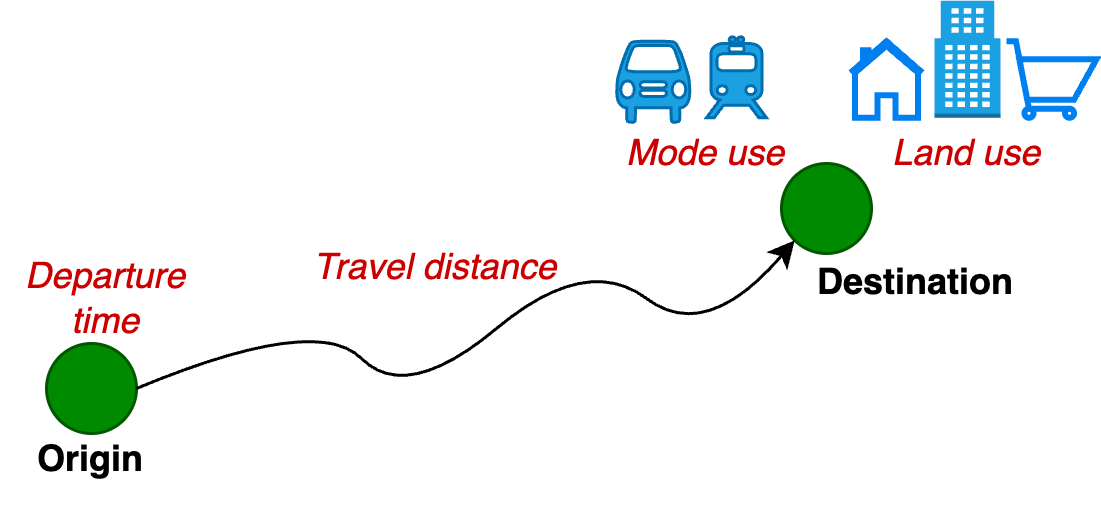 Mode use
Land use
Departure
time
Travel distance
Destination
Origin